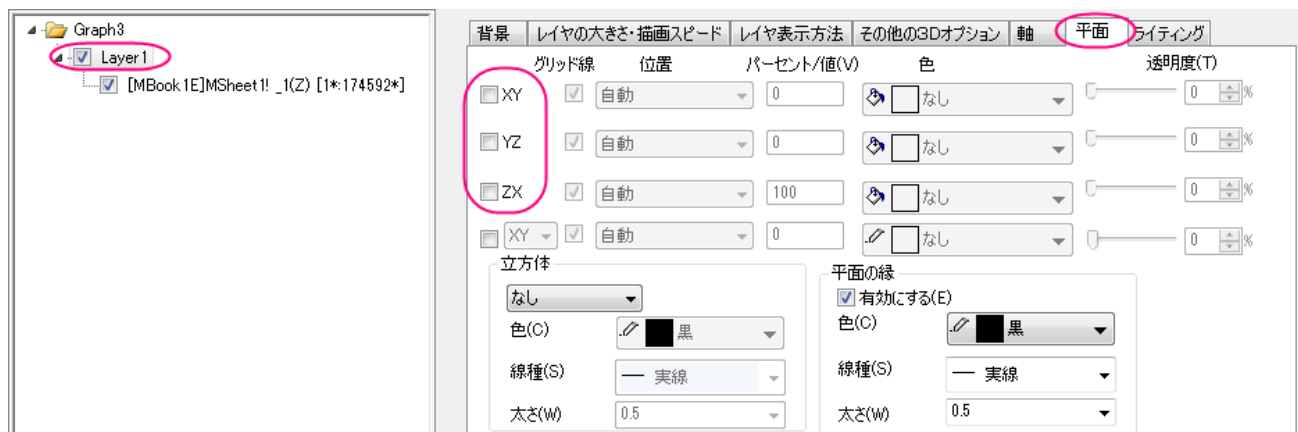 Graph3
Layer1
[MBook1E]MSheet1! _1(Z) [1*:174592*]
背景 レイヤの大きさ・描画スピード レイヤ表示方法 その他の3Dオプション 軸 平面 ライティング
グリッド線 位置 パーセント/値(V) 色 透明度(T)
XY 自動 0 なし 0 %
YZ 自動 0 なし 0 %
ZX 自動 100 なし 0 %
XY 自動 0 なし 0 %
立方体
なし
色(C) 黒
線種(S) 実線
太さ(W) 0.5
平面の縁
有効にする(E)
色(C) 黒
線種(S) 実線
太さ(W) 0.5